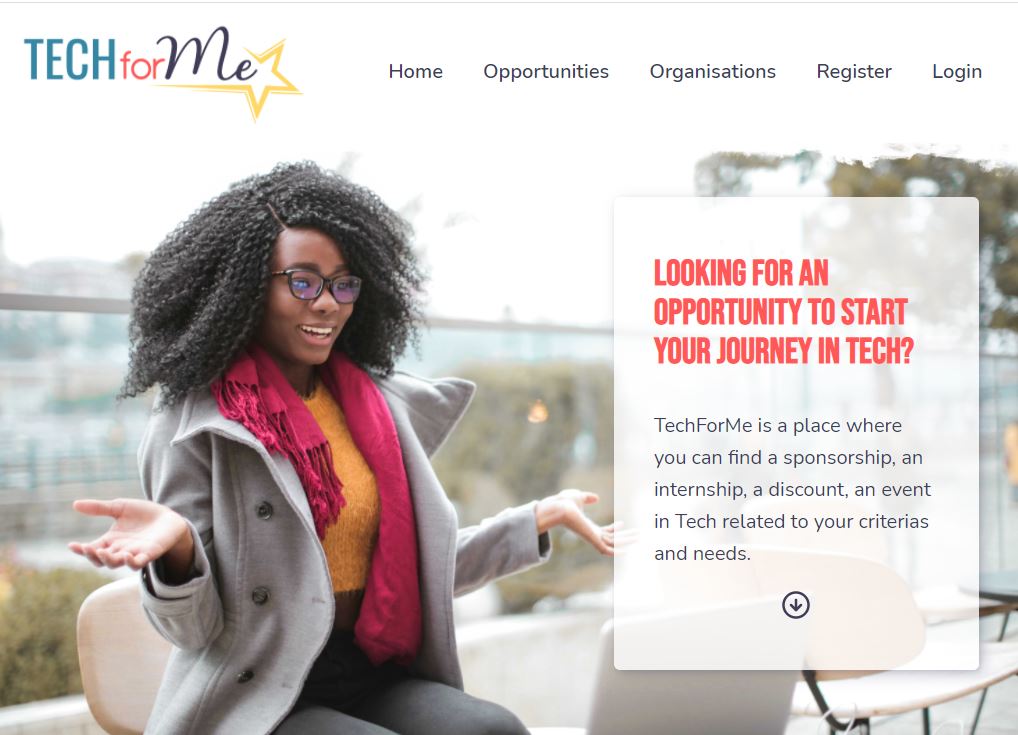 TECH for Me
Home Opportunities Organisations Register Login
LOOKING FOR AN
OPPORTUNITY TO START
YOUR JOURNEY IN TECH?
TechForMe is a place where
you can find a sponsorship, an
internship, a discount, an event
in Tech related to your criterias
and needs.